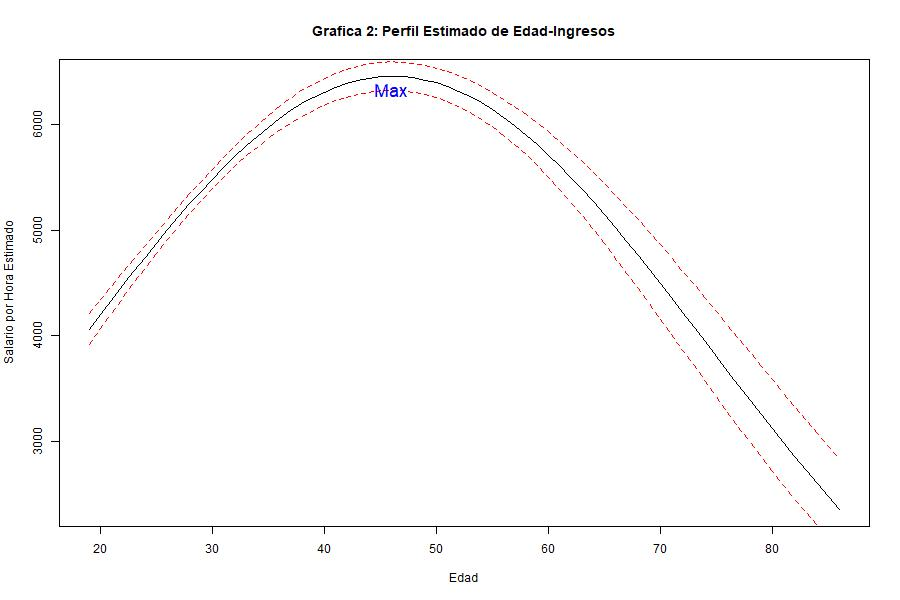 Grafica 2: Perfil Estimado de Edad-Ingresos
Max
6000
5000
4000
3000
Salario por Hora Estimado
20 30 40 50 60 70 80
Edad